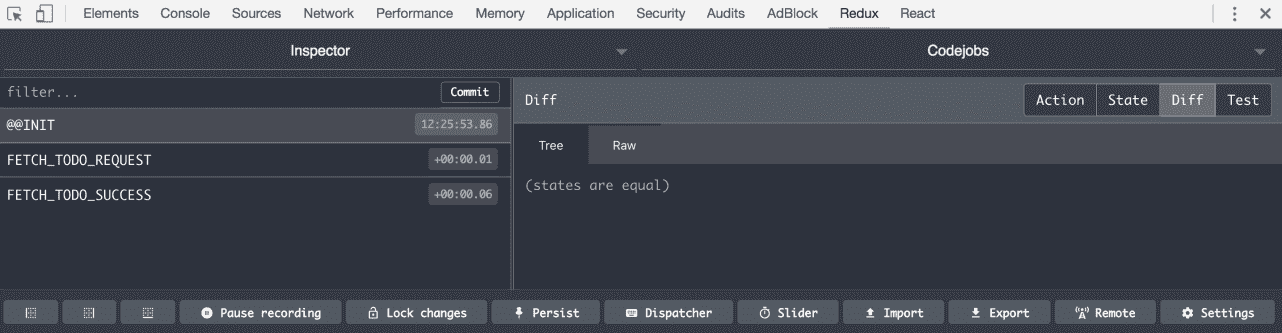 Elements Console Sources Network Performance Memory Application Security Audits AdBlock Redux React
Inspector Codejobs
filter... Commit
Diff Action State Diff Test
@@INIT 12:25:53.86
Tree Raw
FETCH_TODO_REQUEST +00:00.01
(states are equal)
FETCH_TODO_SUCCESS +00:00.06
Pause recording Lock changes Persist Dispatcher Slider Import Export Remote Settings